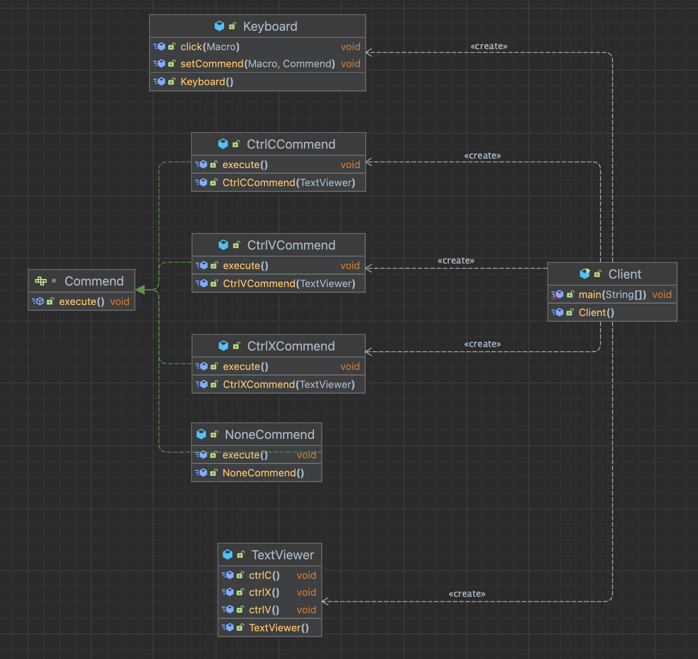 Keyboard
click(Macro) void
setCommend(Macro, Commend) void
Keyboard()
«create»
CtrlCCommend
execute() void
CtrlCCommend(TextViewer)
«create»
CtrlVCommend
execute() void
CtrlVCommend(TextViewer)
«create»
Commend
execute() void
Client
main(String[]) void
Client()
CtrlXCommend
execute() void
CtrlXCommend(TextViewer)
«create»
NoneCommend
execute() void
NoneCommend()
TextViewer
ctrlC() void
ctrlX() void
ctrlV() void
TextViewer()
«create»